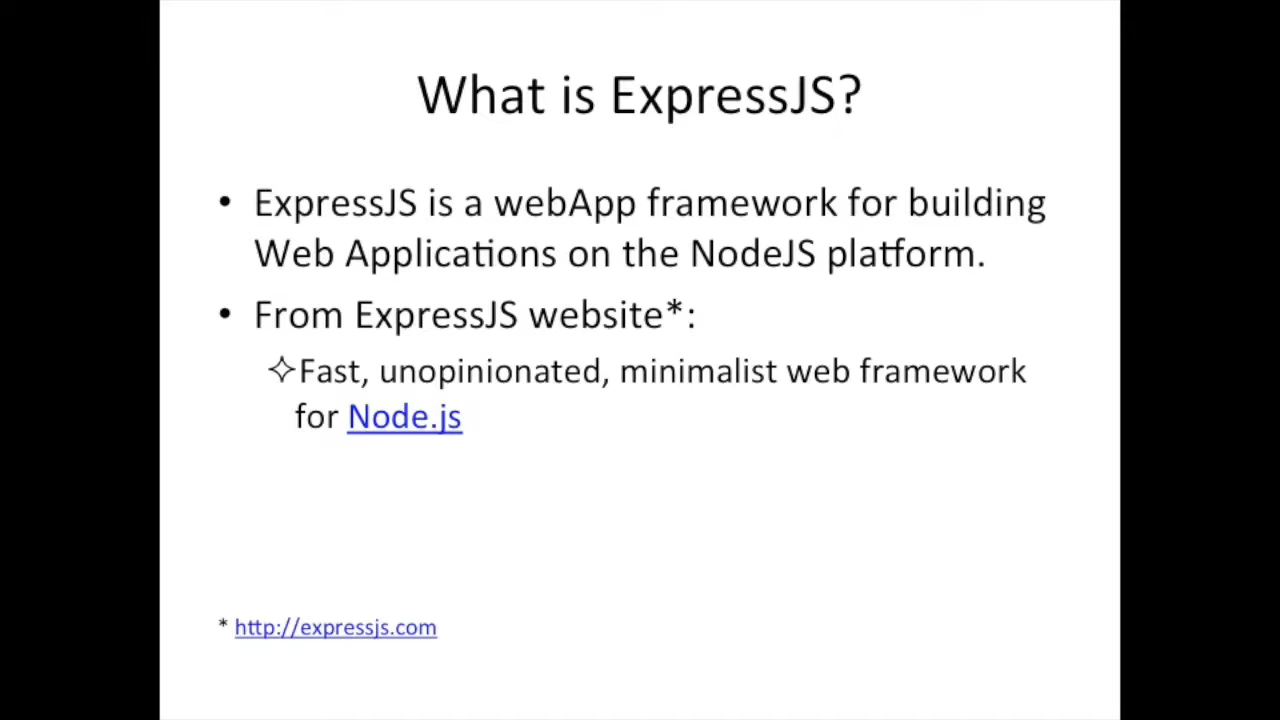 What is ExpressJS?
• ExpressJS is a webApp framework for building
Web Applications on the NodeJS platform.
• From ExpressJS website*:
✧Fast, unopinionated, minimalist web framework
for Node.js
* http://expressjs.com